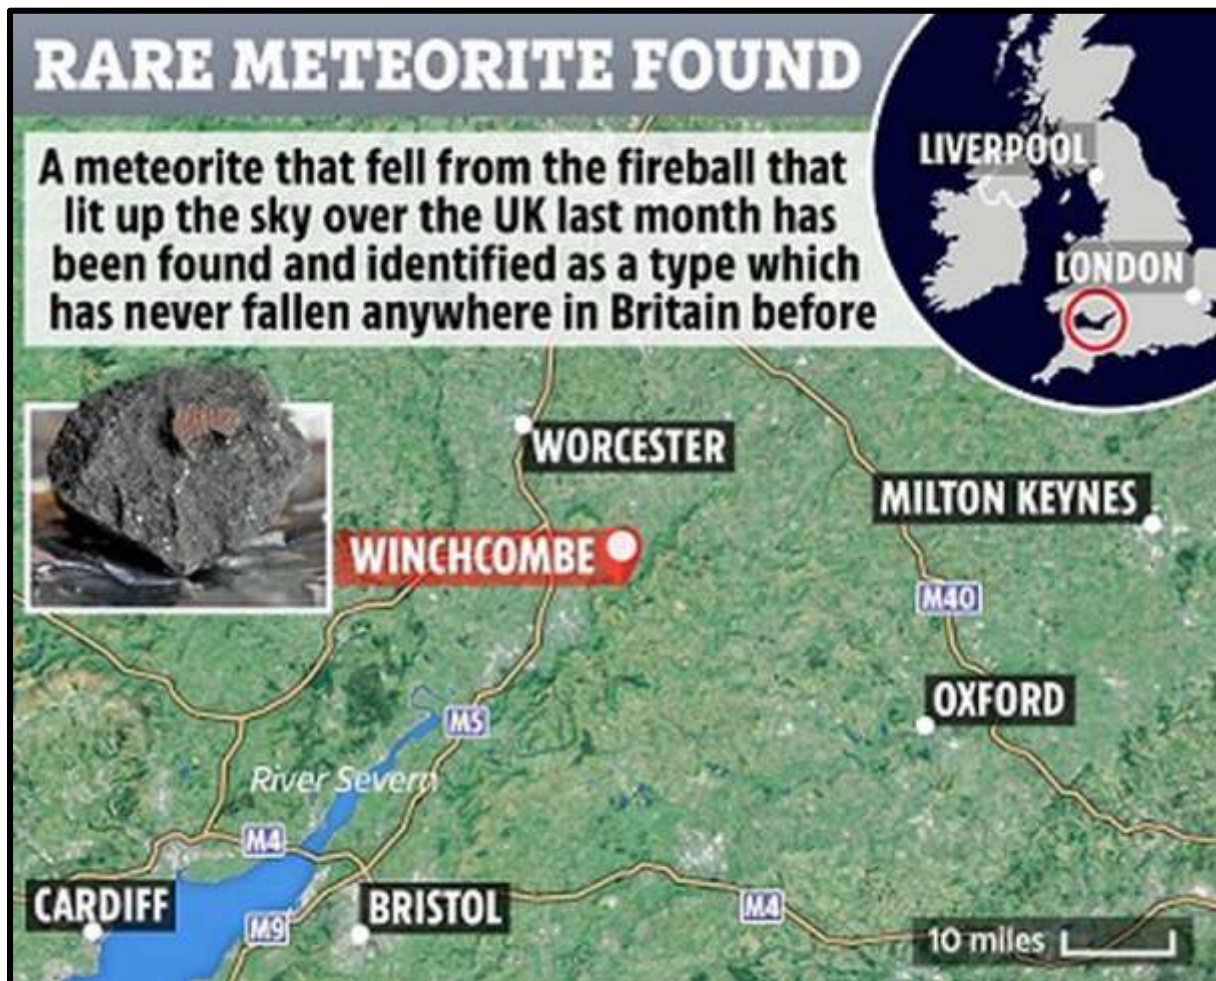 RARE METEORITE FOUND
A meteorite that fell from the fireball that
lit up the sky over the UK last month has
been found and identified as a type which
has never fallen anywhere in Britain before
LIVERPOOL
LONDON
WORCESTER
MILTON KEYNES
WINCHCOMBE
M40
OXFORD
M5
River Severn
M4
CARDIFF
M9
BRISTOL
M4
10 miles